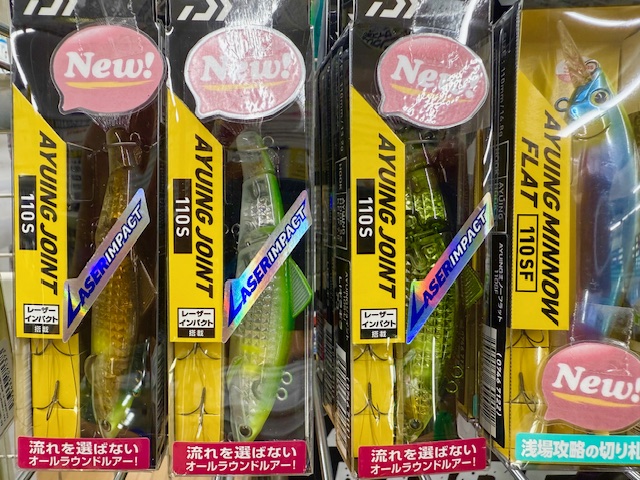 New!
AYUING JOINT
110S
LASER IMPACT
レーザー
インパクト
搭載
流れを選ばない
オールラウンドルアー!
New!
AYUING JOINT
110S
LASER IMPACT
レーザー
インパクト
搭載
流れを選ばない
オールラウンドルアー!
New!
AYUING JOINT
110S
LASER IMPACT
レーザー
インパクト
搭載
流れを選ばない
オールラウンドルアー!
AYUING MINNOW
FLAT 110SF
New!
浅場攻略の切り札